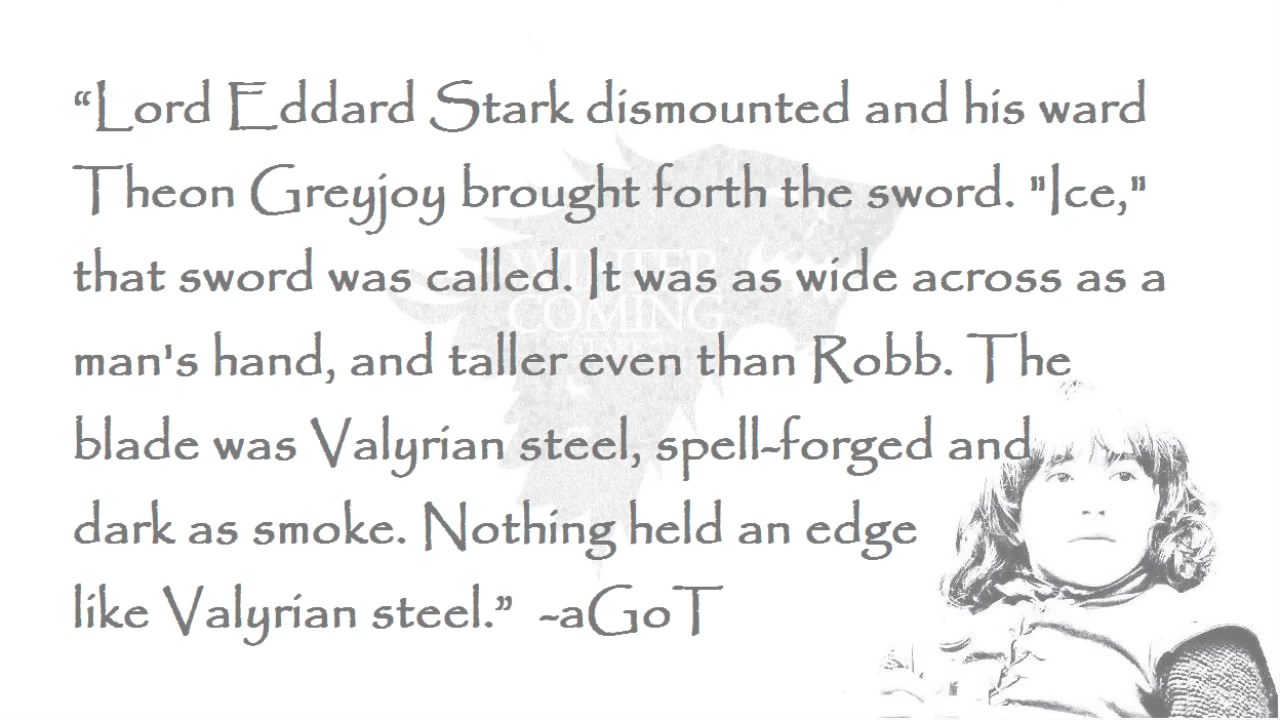 “Lord Eddard Stark dismounted and his ward
Theon Greyjoy brought forth the sword. "Ice,"
that sword was called. It was as wide across as a
man's hand, and taller even than Robb. The
blade was Valyrian steel, spell-forged and
dark as smoke. Nothing held an edge
like Valyrian steel.” ~aGoT
WINTER
COMING